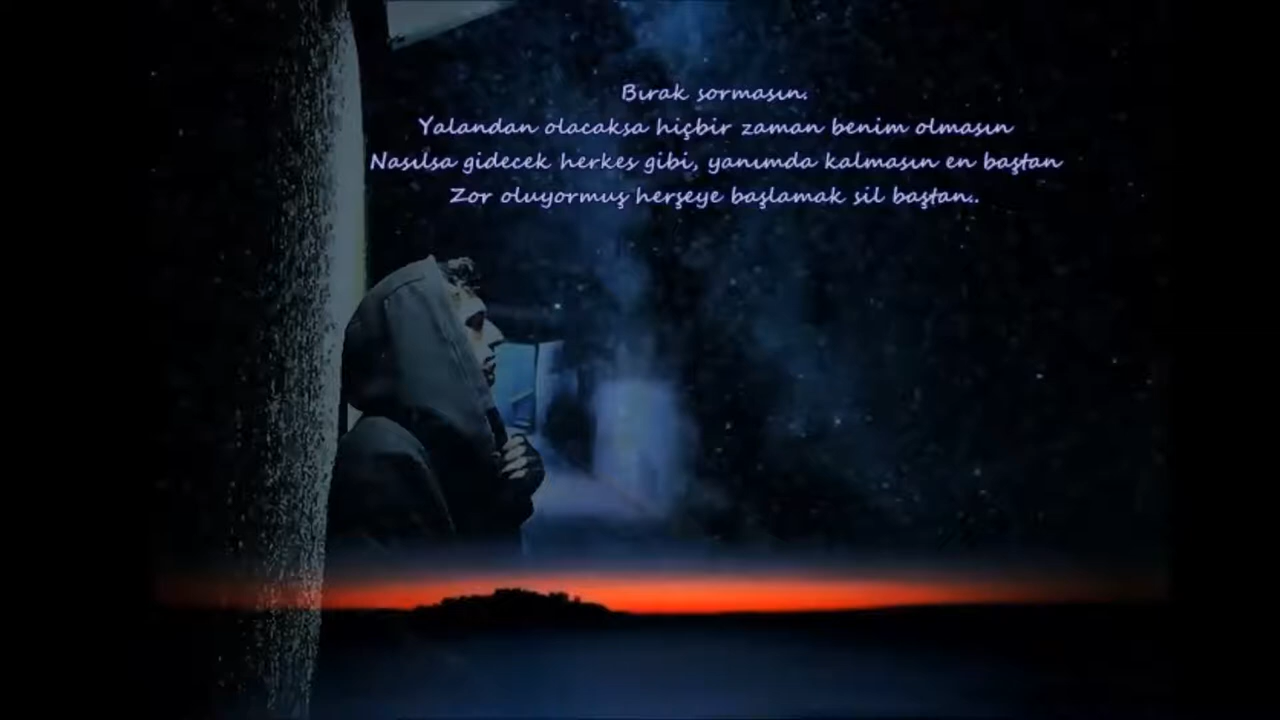 Bırak sormasın.
Yalandan olacaksa hiçbir zaman benim olmasın
Nasılsa gidecek herkes gibi, yanımda kalmasın en baştan
Zor oluyormuş herşeye başlamak sil baştan..